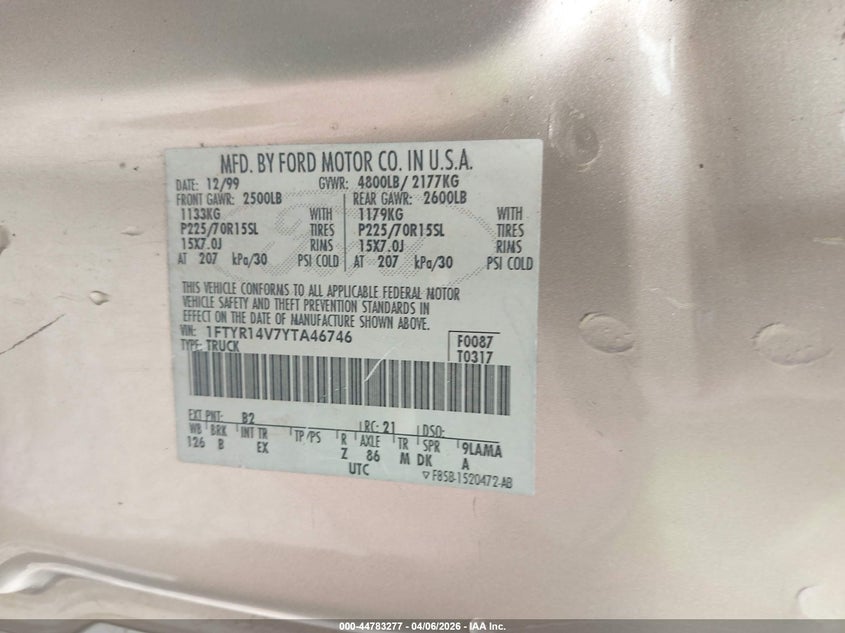 MFD. BY FORD MOTOR CO. IN U.S.A.
DATE: 12/99 GVWR: 4800LB/ 2177KG
FRONT GAWR: 2500LB REAR GAWR: 2600LB
1133KG WITH 1179KG WITH
P225/70R15SL TIRES P225/70R15SL TIRES
15X7.0J RIMS 15X7.0J RIMS
AT 207 kPa/30 PSI COLD AT 207 kPa/30 PSI COLD
THIS VEHICLE CONFORMS TO ALL APPLICABLE FEDERAL MOTOR
VEHICLE SAFETY AND THEFT PREVENTION STANDARDS IN
EFFECT ON THE DATE OF MANUFACTURE SHOWN ABOVE.
VIN: 1FTYR14V7YTA46746 F0087
TYPE: TRUCK T0317
EXT PNT: B2 RC: 21 DSO:
WB BRK INT TR TP/PS R AXLE TR SPR 9LAMA
126 B EX Z 86 M DK A
UTC
F85B-1520472-AB
000-44783277 - 04/06/2026 - IAA Inc.